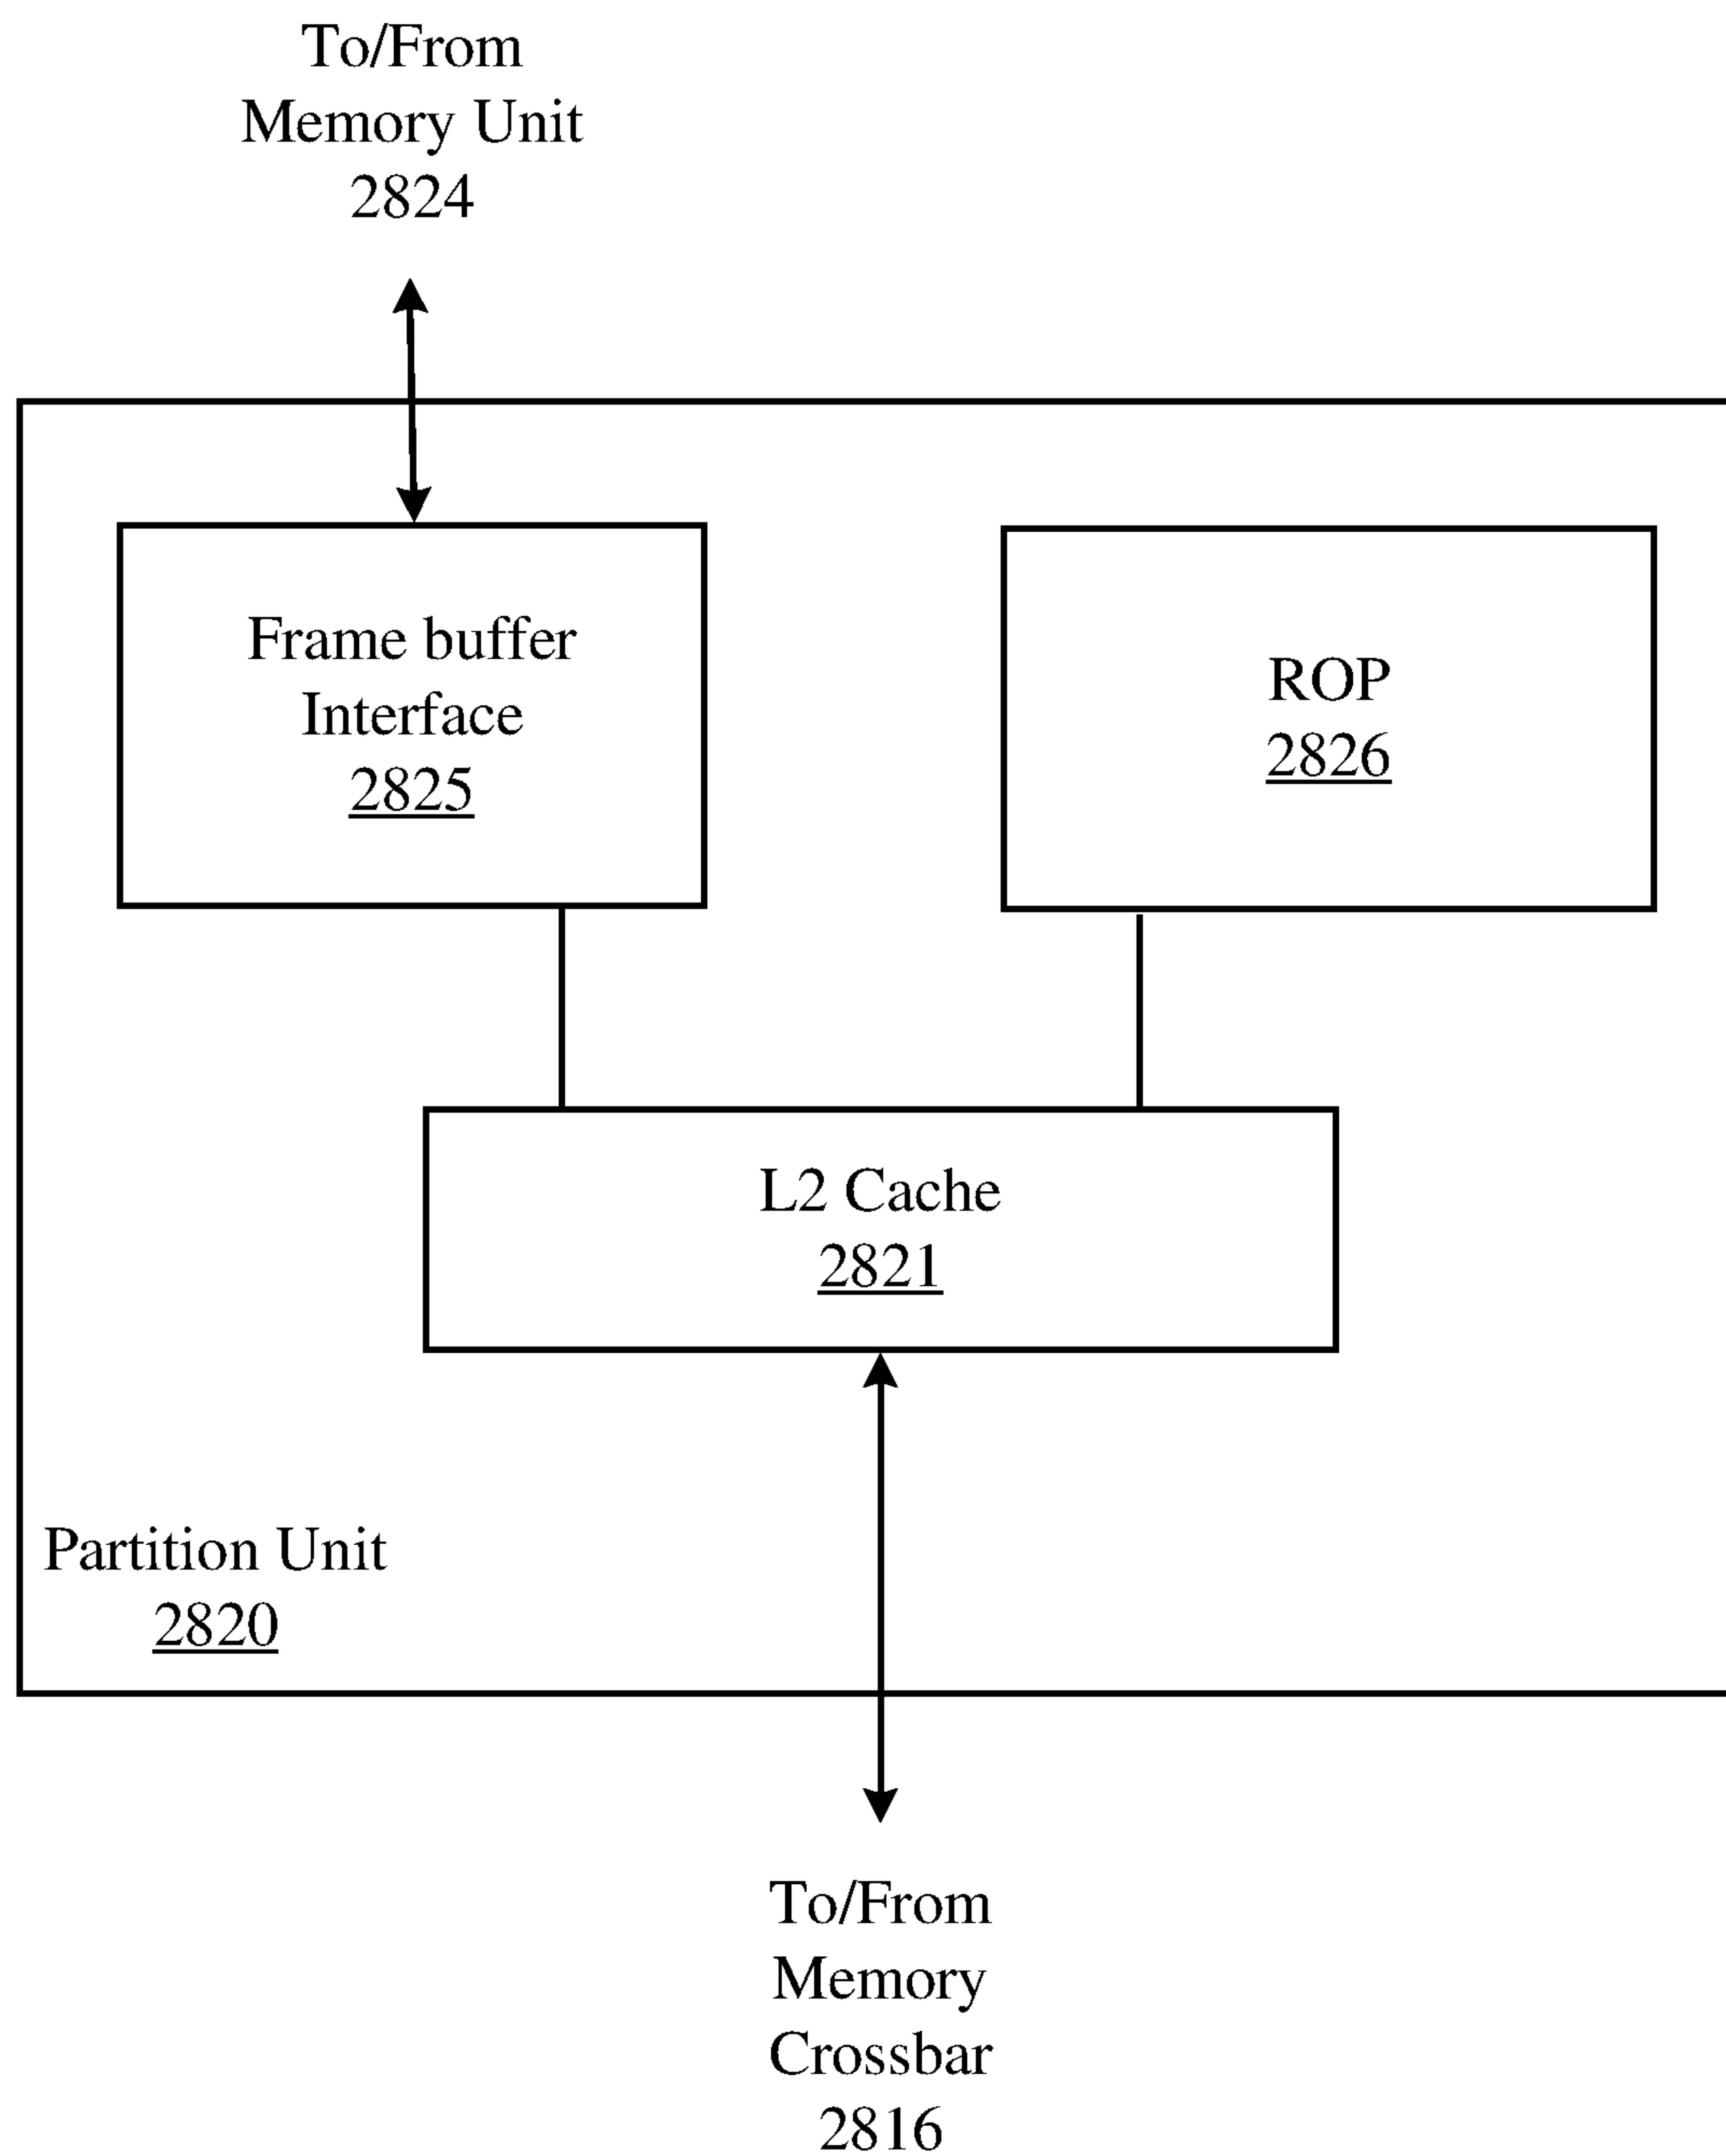 To/From
Memory Unit
2824
Frame buffer
Interface
2825
ROP
2826
L2 Cache
2821
Partition Unit
2820
To/From
Memory
Crossbar
2816